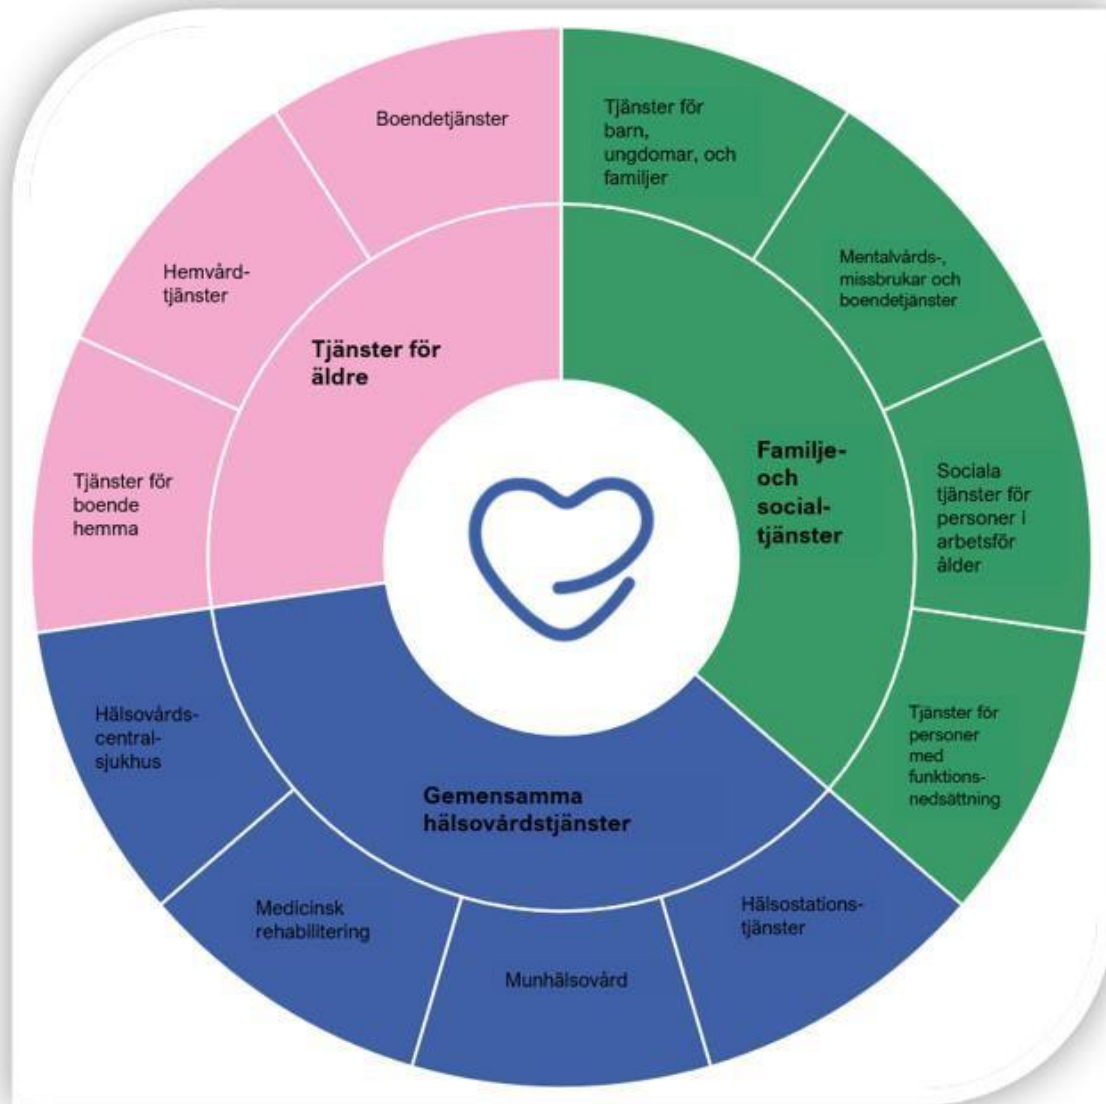 Boendetjänster
Hemvård-
tjänster
Tjänster för
boende
hemma
Tjänster för
äldre
Tjänster för
barn,
ungdomar, och
familjer
Mentalvårds-,
missbrukar och
boendetjänster
Sociala
tjänster för
personer i
arbetsför
ålder
Tjänster för
personer
med
funktions-
nedsättning
Familje-
och
social-
tjänster
Hälsostations-
tjänster
Munhälsovård
Medicinsk
rehabilitering
Hälsovårds-
central-
sjukhus
Gemensamma
hälsovårdstjänster